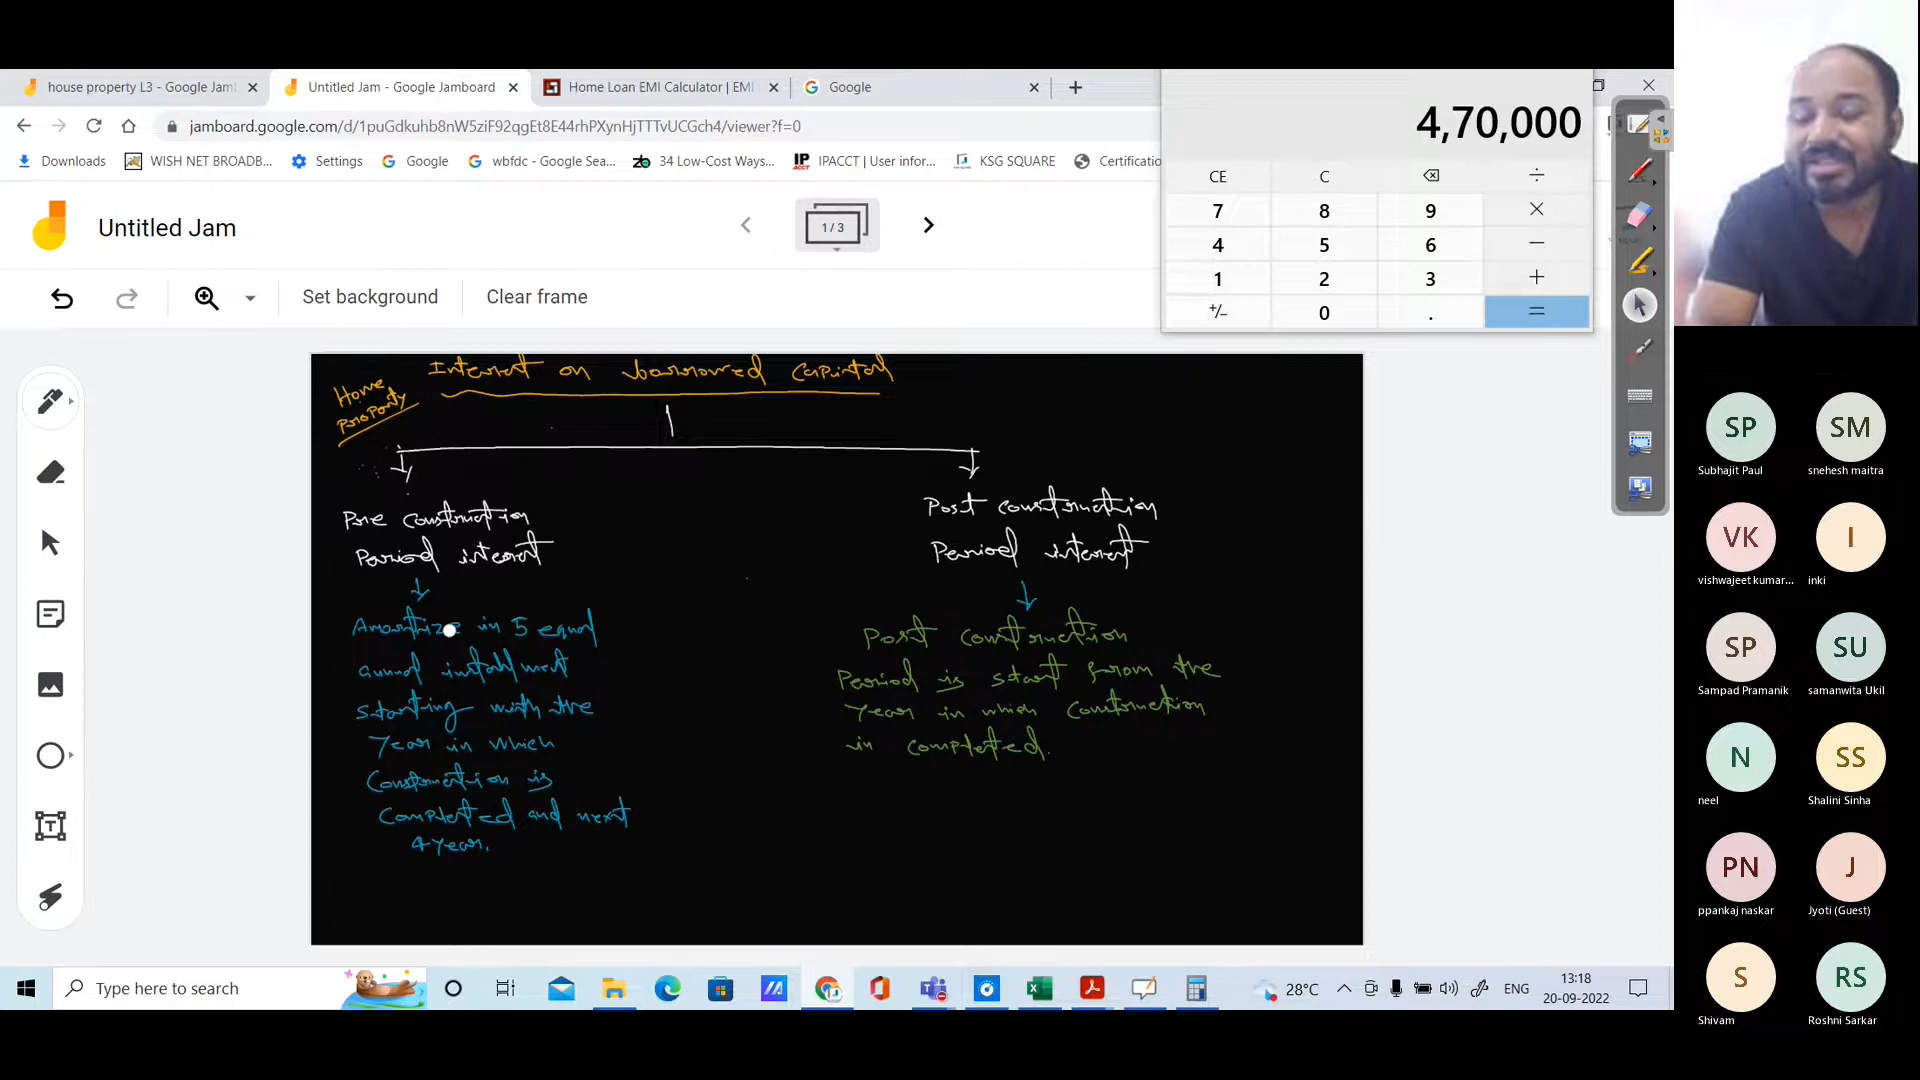 house property L3 - Google Jam
Untitled Jam - Google Jamboard
Home Loan EMI Calculator | EMI
Google
jamboard.google.com/d/1puGdkuhb8nW5ziF92qgEt8E44rhPXynHjTTTvUCGch4/viewer?f=0
Downloads
WISH NET BROADB...
Settings
Google
wbfdc - Google Sea...
34 Low-Cost Ways...
IPACCT | User infor...
KSG SQUARE
Certificatio
4,70,000
CE C ÷
7 8 9 ×
4 5 6 −
1 2 3 +
+/− 0 . =
Untitled Jam
1 / 3
Set background
Clear frame
Home
Property
Interest on borrowed Capital
Pre construction
Period interest
Amortize in 5 equal
annual installment
starting with the
Year in which
Construction is
Completed and next
4 year.
Post construction
Period interest
Post construction
Period is start from the
Year in which Construction
is completed.
SP
Subhajit Paul
SM
snehesh maitra
VK
vishwajeet kumar...
I
inki
SP
Sampad Pramanik
SU
samanwita Ukil
N
neel
SS
Shalini Sinha
PN
ppankaj naskar
J
Jyoti (Guest)
S
Shivam
RS
Roshni Sarkar
Type here to search
28°C
ENG
13:18
20-09-2022